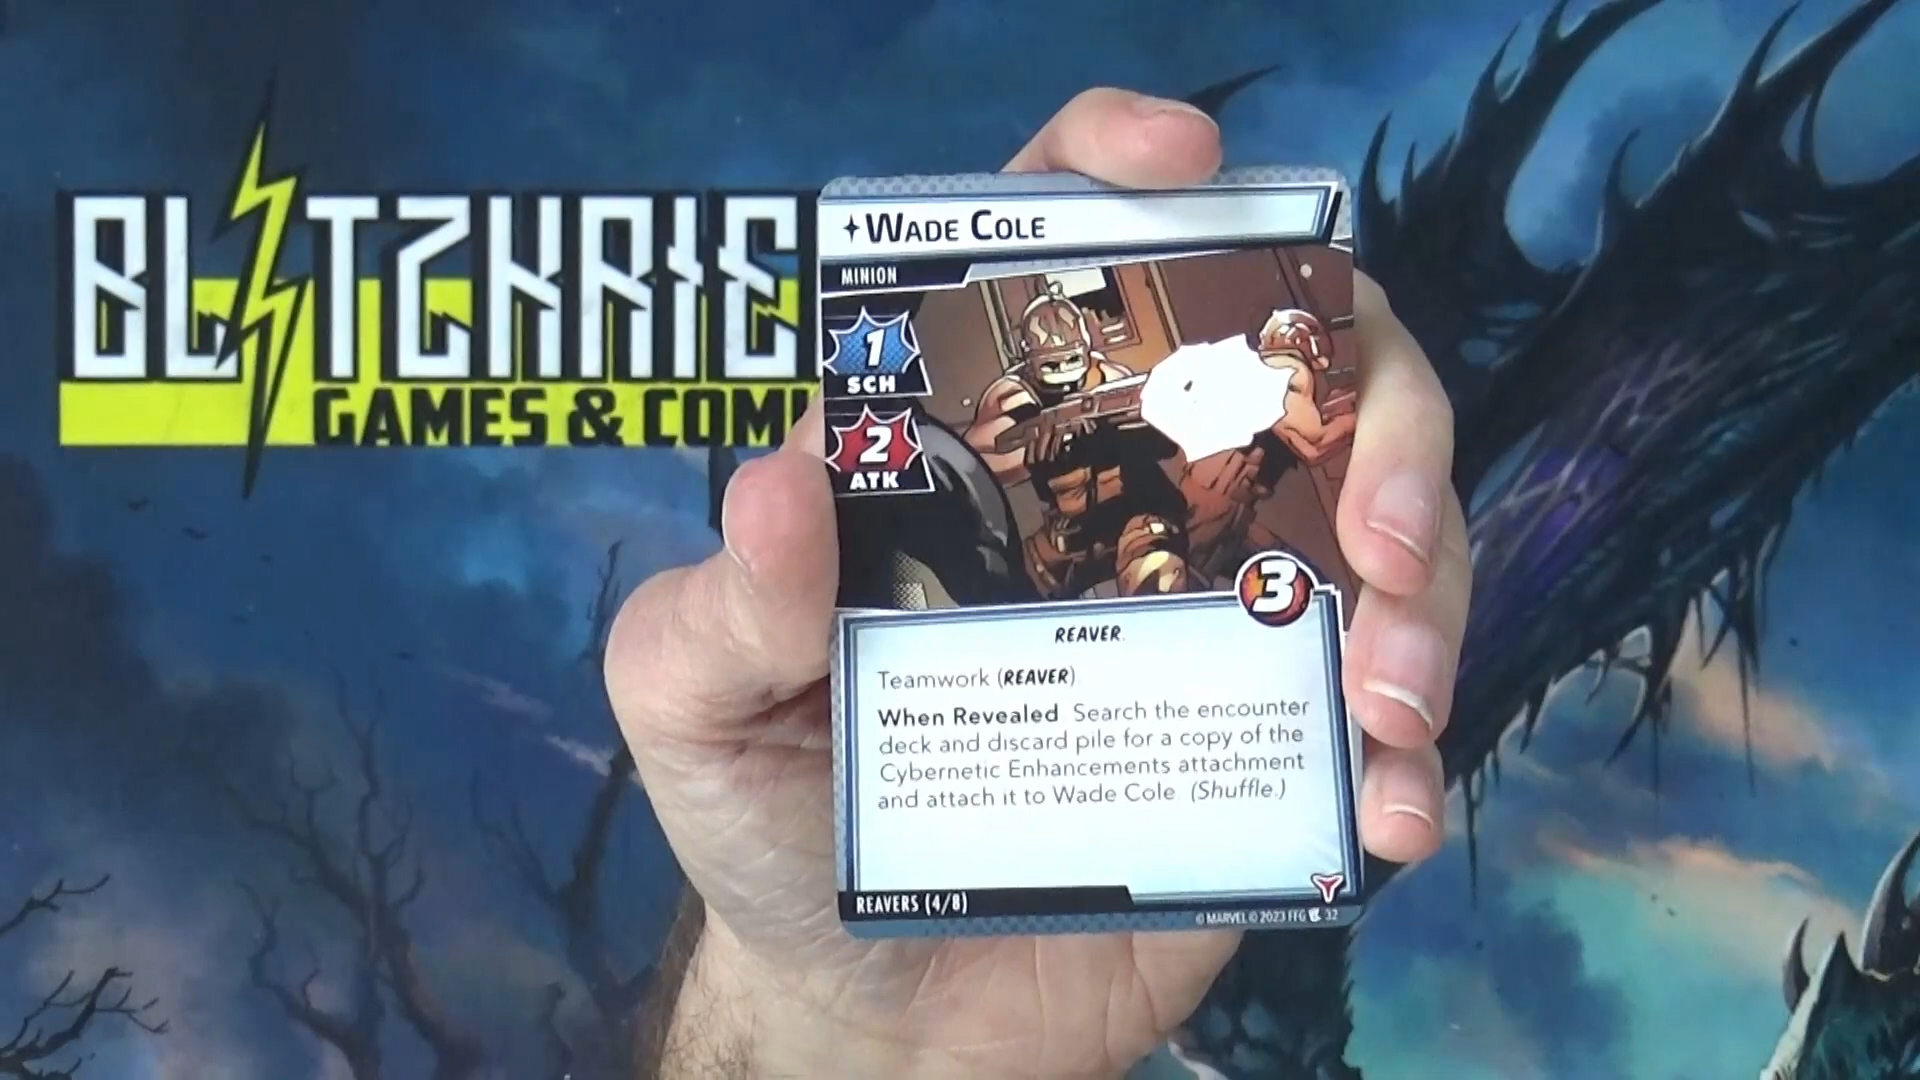 BLITZKRIE
GAMES & COMI
WADE COLE
MINION
1
SCH
2
ATK
3
REAVER.
Teamwork (REAVER)
When Revealed Search the encounter
deck and discard pile for a copy of the
Cybernetic Enhancements attachment
and attach it to Wade Cole (Shuffle.)
REAVERS (4/8)
© MARVEL © 2023 FFG 32